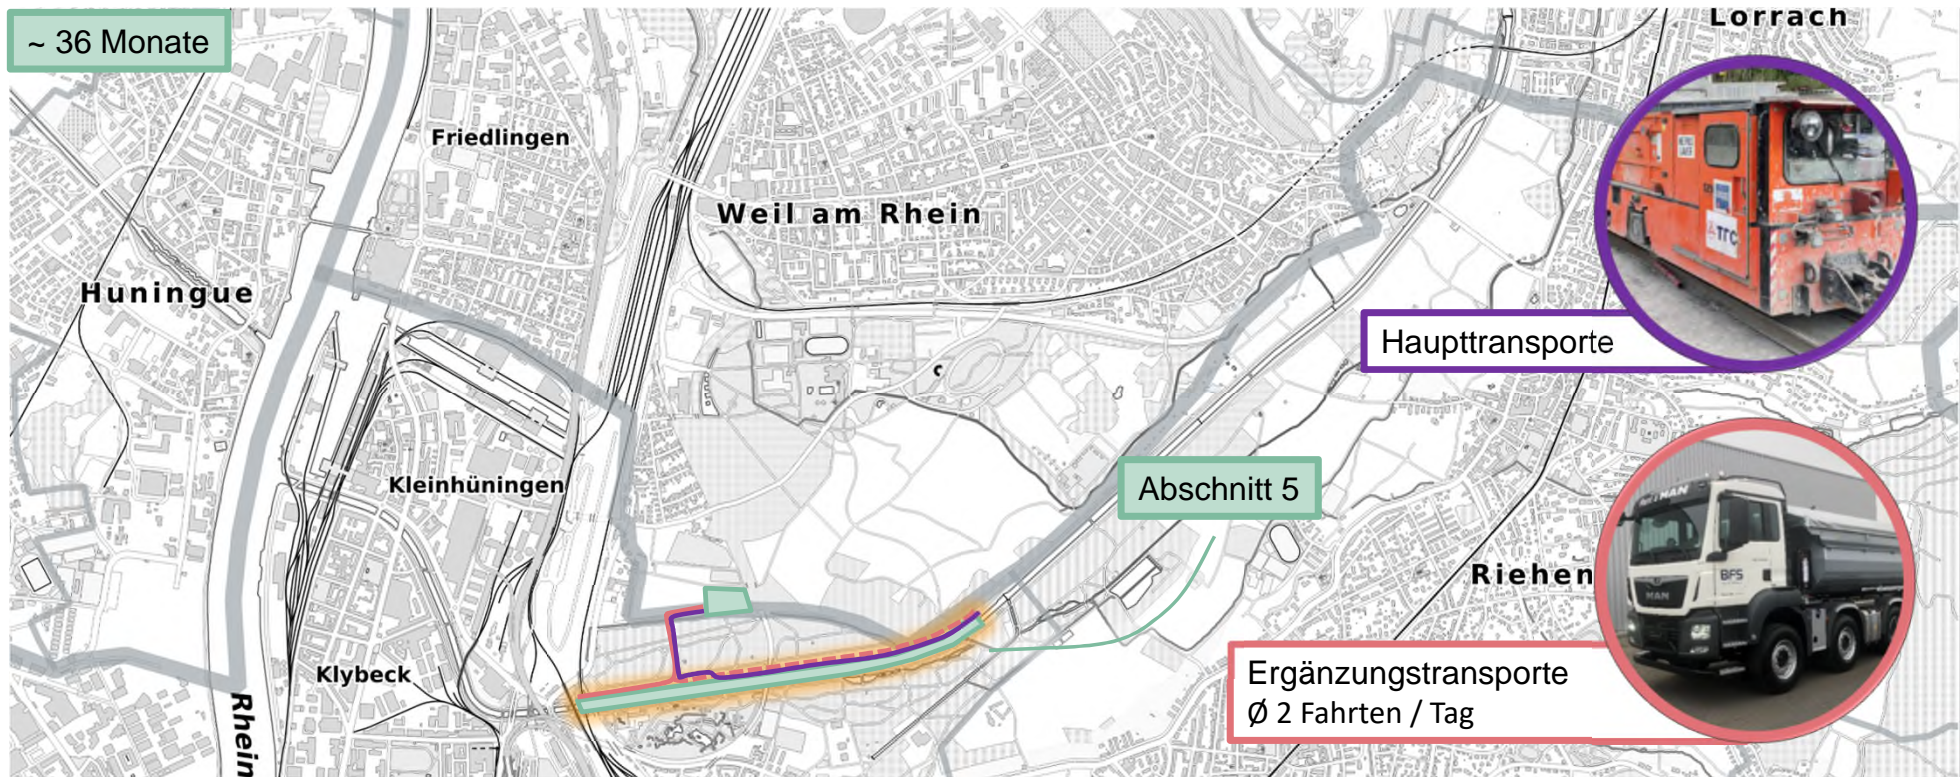 ~ 36 Monate
Lorrach
Friedlingen
Weil am Rhein
Huningue
TTC
Haupttransporte
Kleinhüningen
Abschnitt 5
MAN
BFS
MAN
Riehen
Klybeck
Rhein
Ergänzungstransporte
Ø 2 Fahrten / Tag